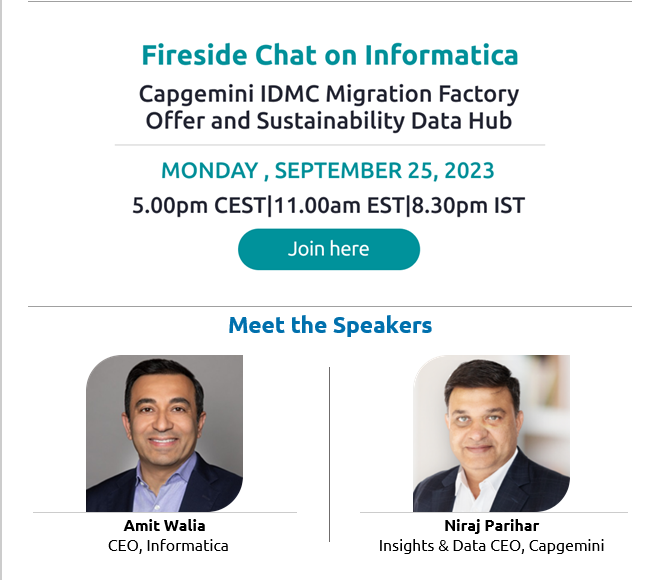 Fireside Chat on Informatica
Capgemini IDMC Migration Factory
Offer and Sustainability Data Hub
MONDAY , SEPTEMBER 25, 2023
5.00pm CEST|11.00am EST|8.30pm IST
Join here
Meet the Speakers
Amit Walia
CEO, Informatica
Niraj Parihar
Insights & Data CEO, Capgemini